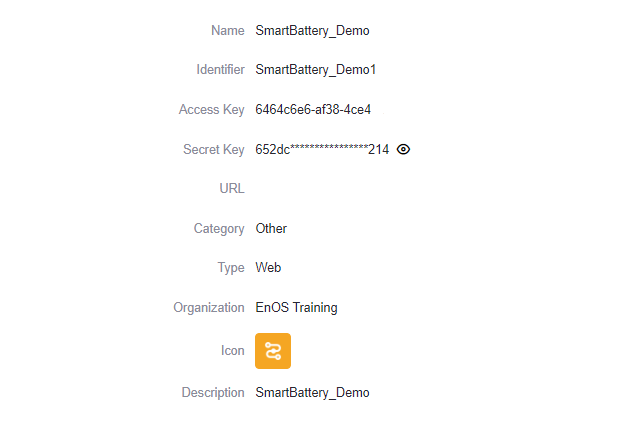 Name SmartBattery_Demo
Identifier SmartBattery_Demo1
Access Key 6464c6e6-af38-4ce4
Secret Key 652dc****************214
URL
Category Other
Type Web
Organization EnOS Training
Icon
Description SmartBattery_Demo